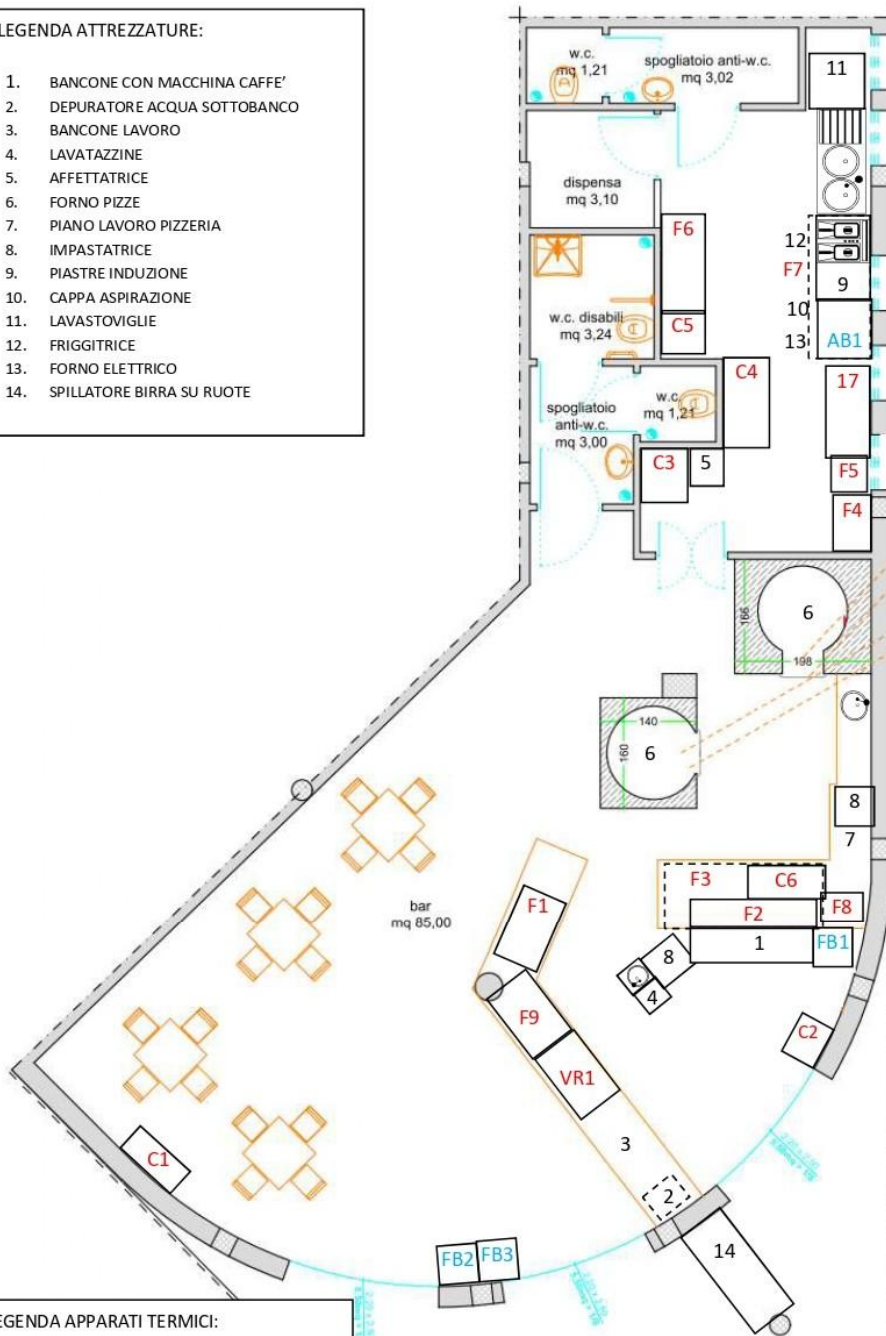 LEGENDA ATTREZZATURE:
1. BANCONE CON MACCHINA CAFFE'
2. DEPURATORE ACQUA SOTTOBANCO
3. BANCONE LAVORO
4. LAVATAZZINE
5. AFFETTATRICE
6. FORNO PIZZE
7. PIANO LAVORO PIZZERIA
8. IMPASTATRICE
9. PIASTRE INDUZIONE
10. CAPPA ASPIRAZIONE
11. LAVASTOVIGLIE
12. FRIGGITRICE
13. FORNO ELETTRICO
14. SPILLATORE BIRRA SU RUOTE
w.c.
mq 1,21
spogliatoio anti-w.c.
mq 3,02
11
dispensa
mq 3,10
F6
12
F7
9
w.c. disabili
mq 3,24
C5
10
13
AB1
C4
17
w.c.
mq 1,21
spogliatoio
anti-w.c.
mq 3,00
C3
5
F5
F4
6
166
198
140
160
6
8
7
F3
C6
F1
F2
F8
bar
mq 85,00
1
FB1
8
4
F9
C2
VR1
3
C1
2
14
FB2
FB3
EGENDA APPARATI TERMICI: